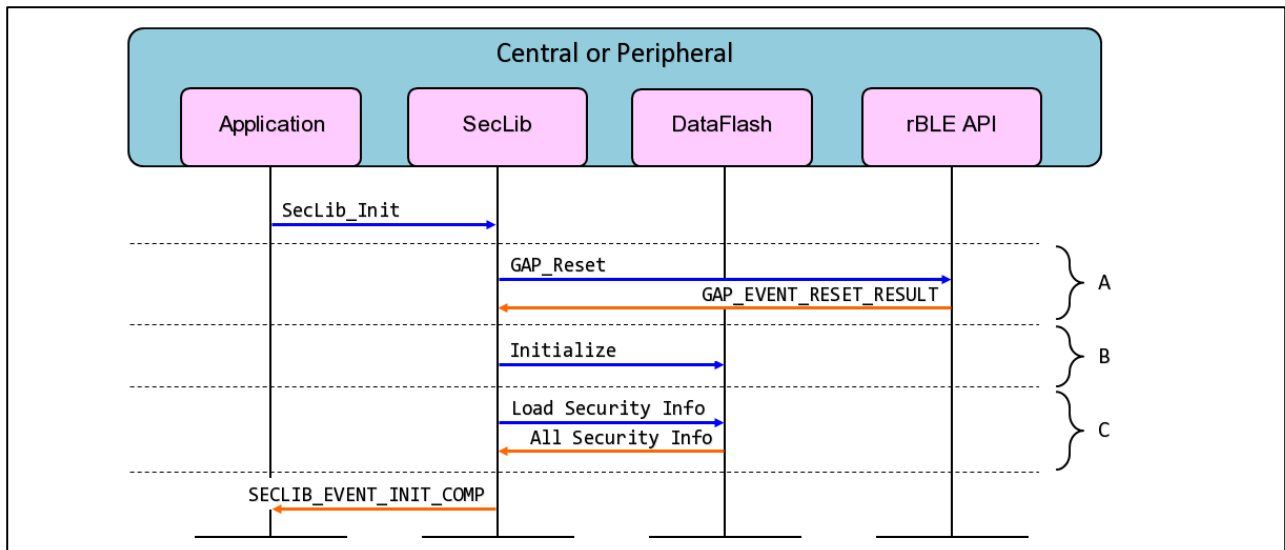 Central or Peripheral
Application
SecLib
DataFlash
rBLE API
SecLib_Init
GAP_Reset
GAP_EVENT_RESET_RESULT
A
Initialize
B
Load Security Info
All Security Info
C
SECLIB_EVENT_INIT_COMP